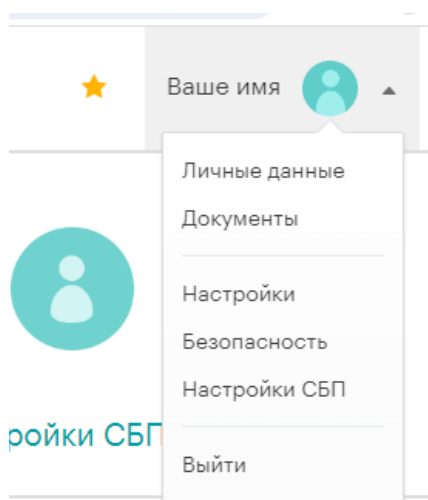 Ваше имя
Личные данные
Документы
Настройки
Безопасность
Настройки СБП
ройки СБП
Выйти